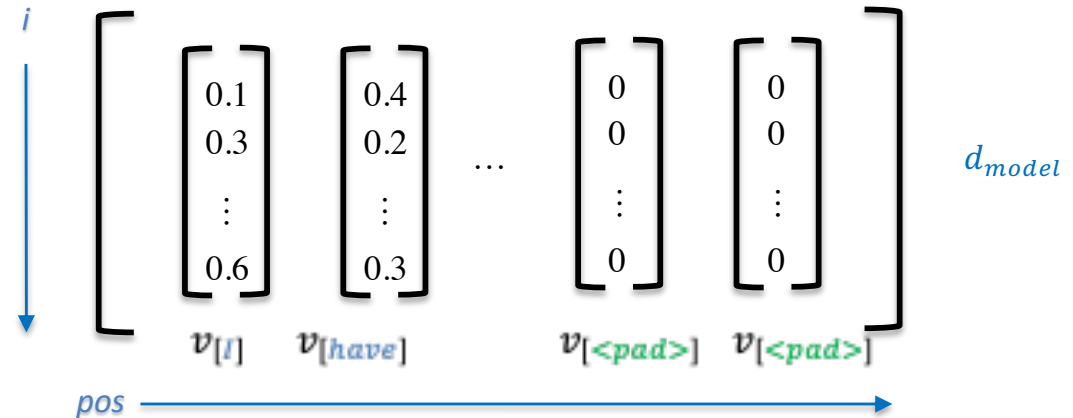 i
0.1 0.4 0 0
0.3 0.2 0 0
... d_model
⋮ ⋮ ⋮ ⋮
0.6 0.3 0 0
v[I] v[have] v[<pad>] v[<pad>]
pos